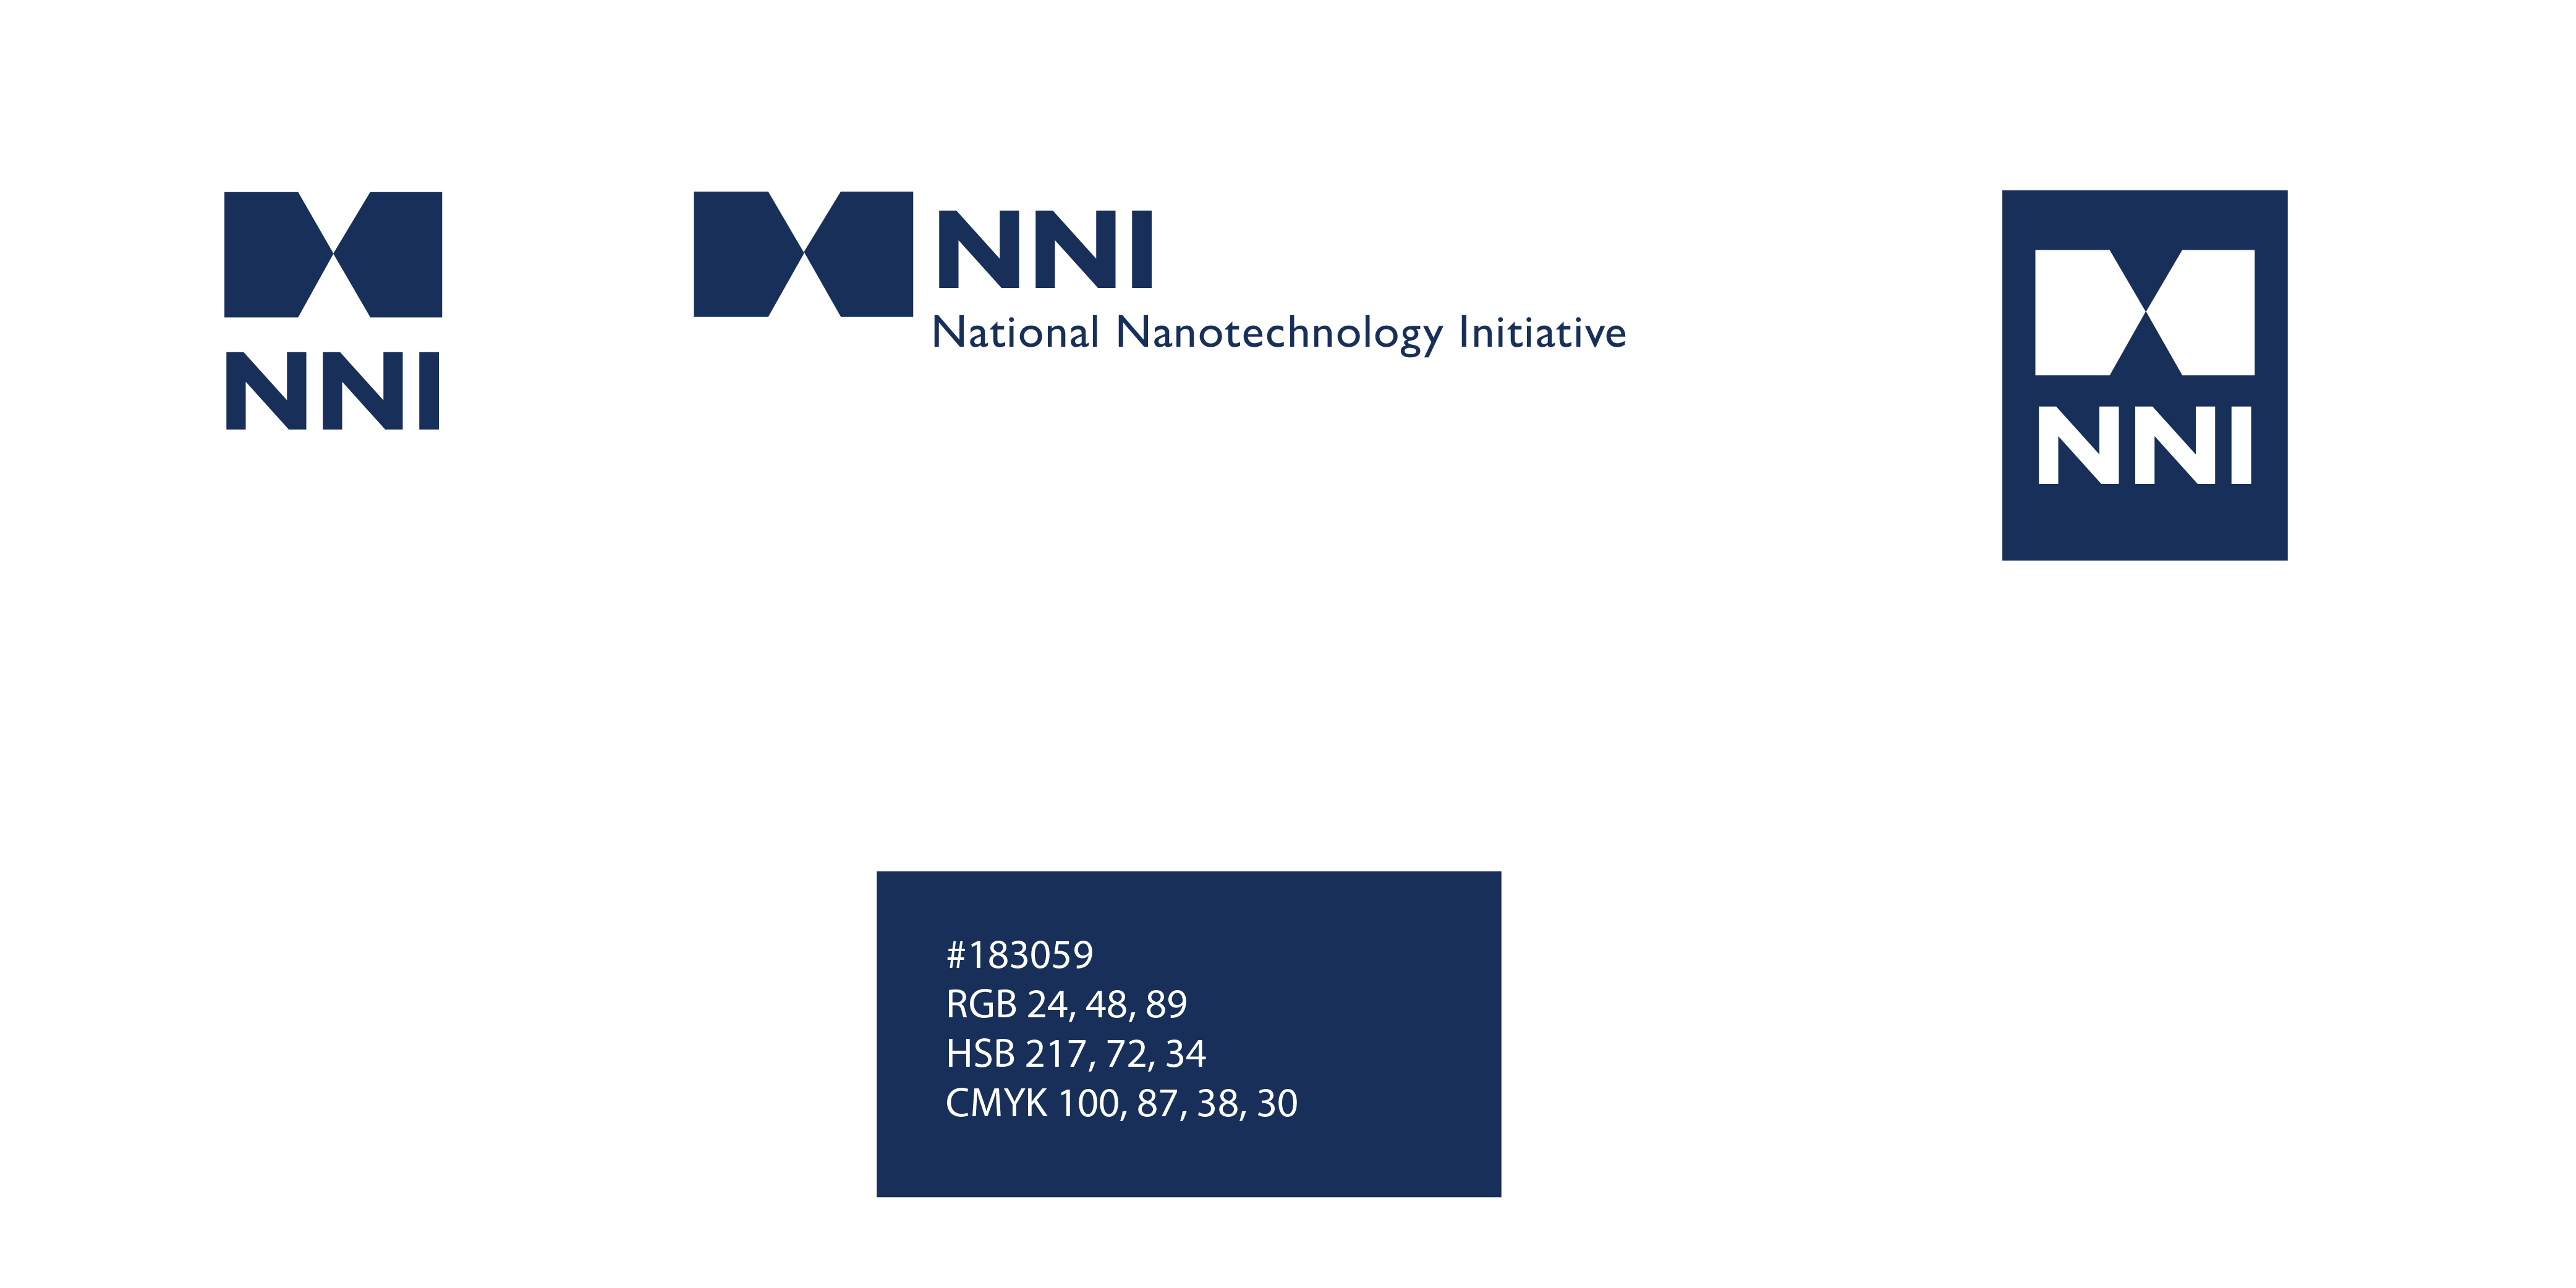 NNI
NNI
National Nanotechnology Initiative
NNI
#183059
RGB 24, 48, 89
HSB 217, 72, 34
CMYK 100, 87, 38, 30